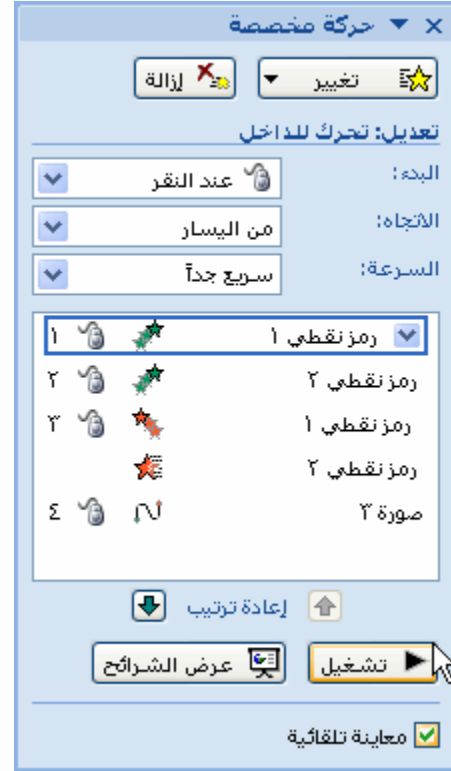 حركة مخصصة
تغيير إزالة
تعديل: تحرك للداخل
البدء: عند النقر
الاتجاه: من اليسار
السرعة: سريع جداً
رمز نقطي ١ ١
رمز نقطي ٢ ٢
رمز نقطي ١ ٣
رمز نقطي ٢
صورة ٣ ٤
إعادة ترتيب
تشغيل عرض الشرائح
معاينة تلقائية